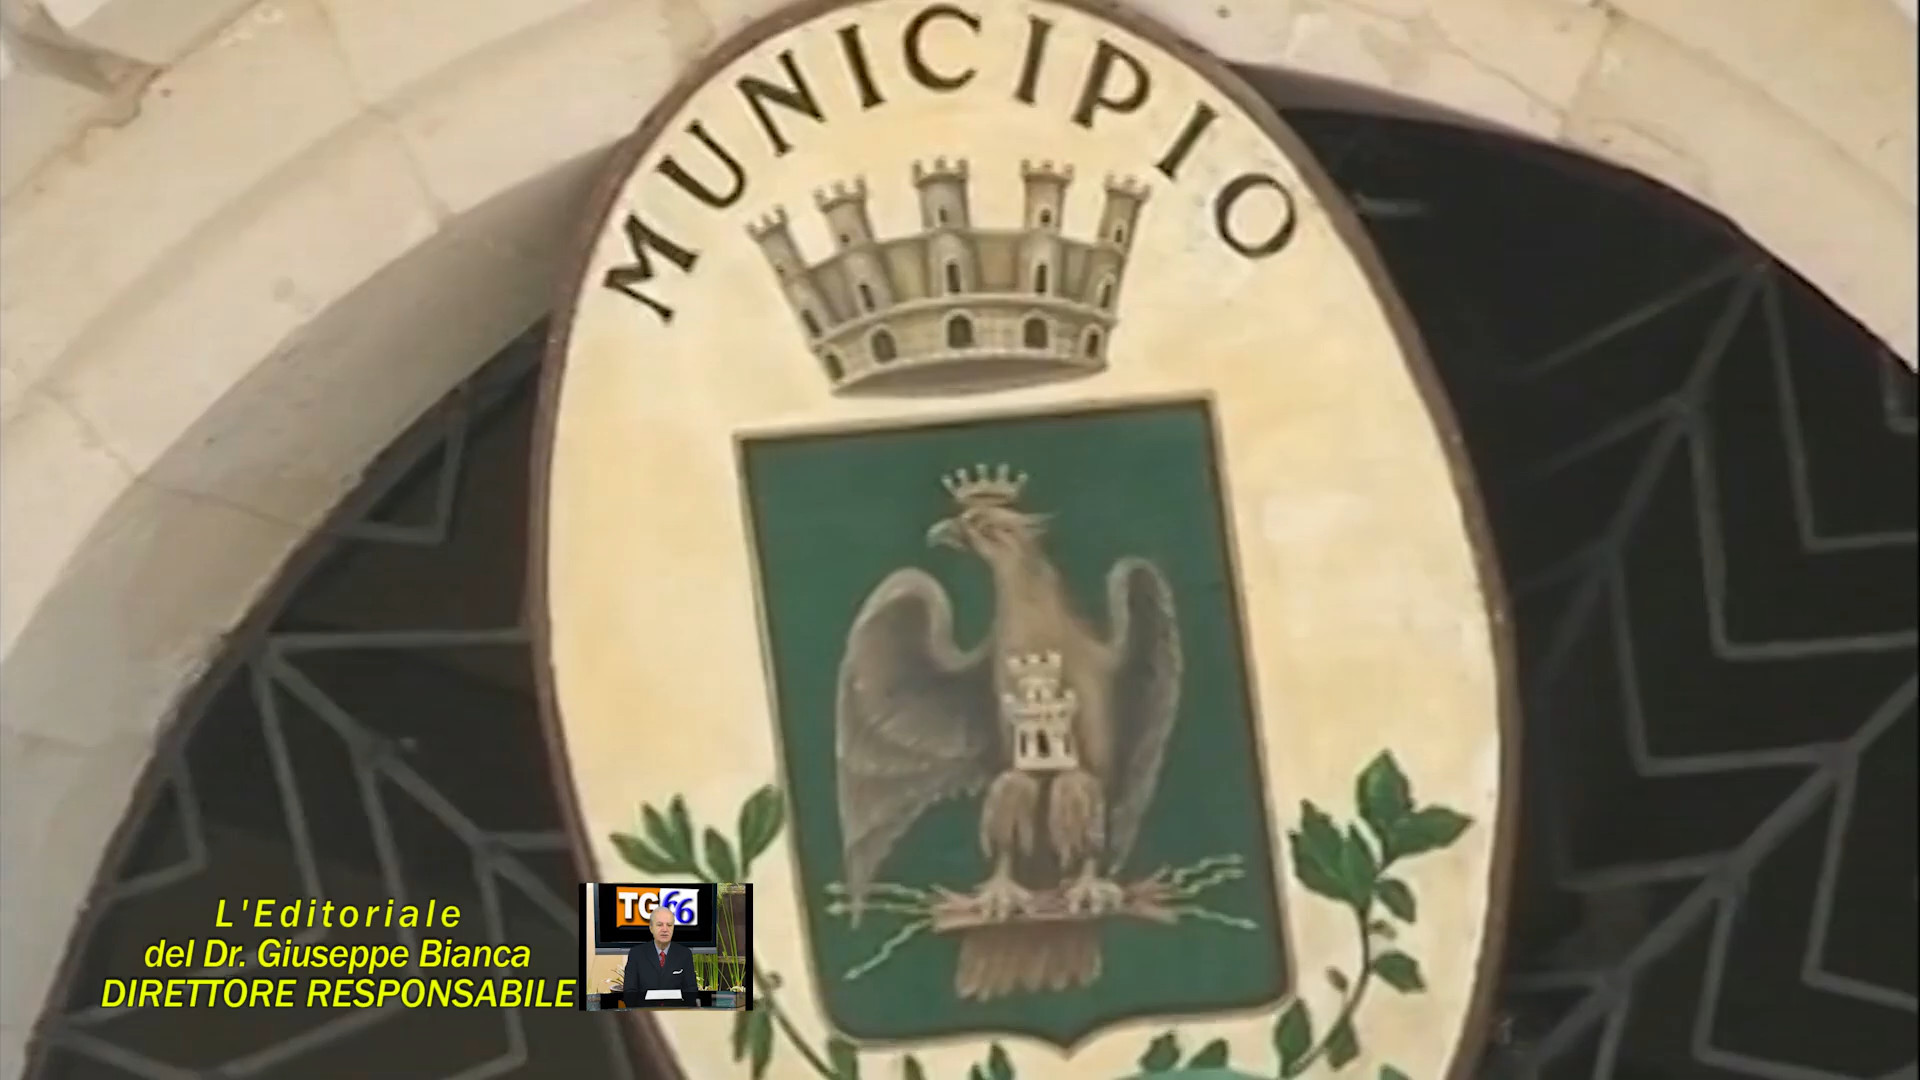 MUNICIPIO
L'Editoriale
del Dr. Giuseppe Bianca
DIRETTORE RESPONSABILE
TG66